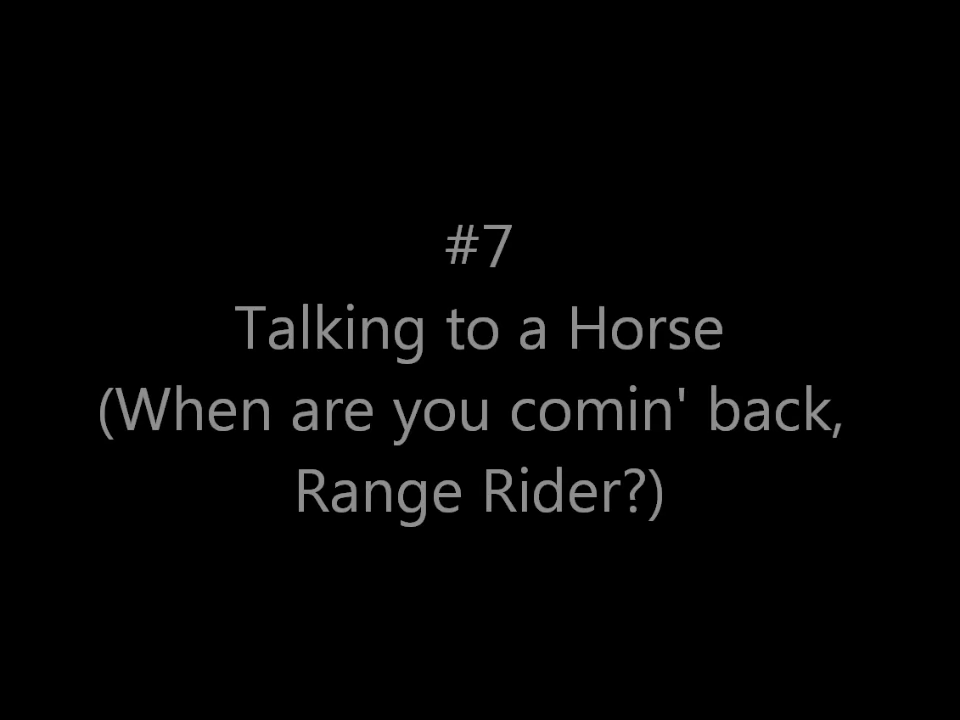 #7
Talking to a Horse
(When are you comin' back,
Range Rider?)